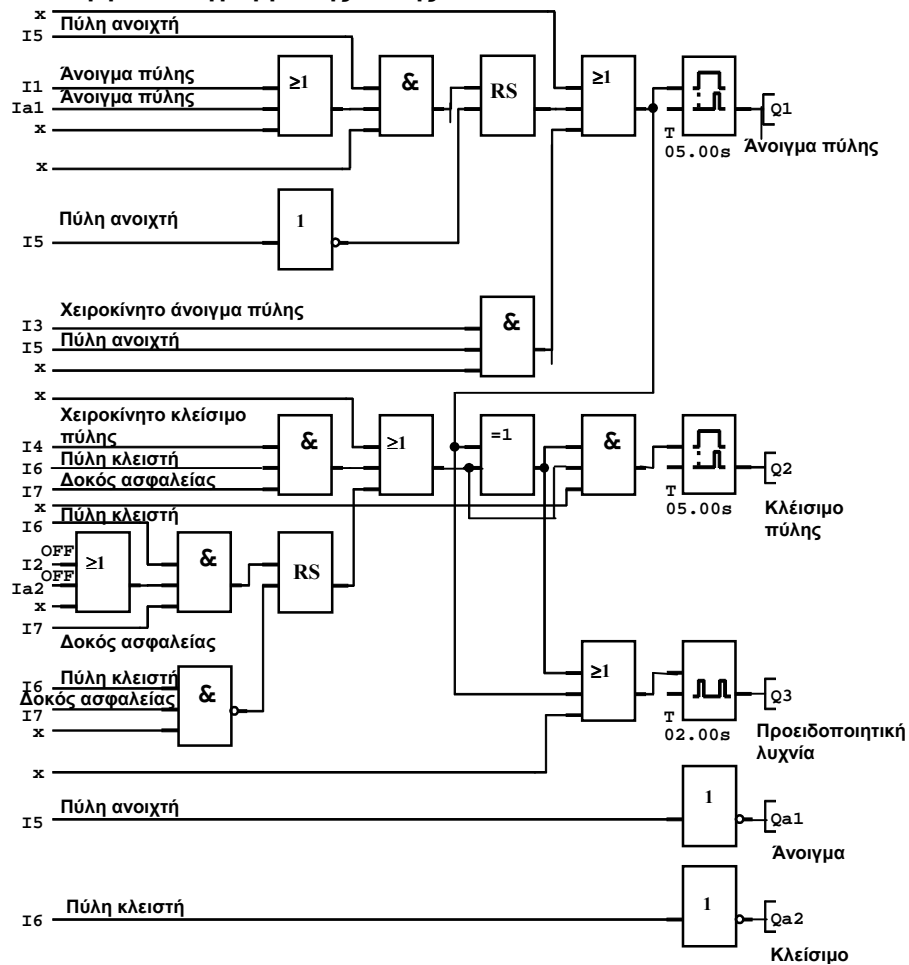 x
Πύλη ανοιχτή
I5
I1
Άνοιγμα πύλης
≥1
&
RS
≥1
Ia1
Άνοιγμα πύλης
Q1
x
T
05.00s
Άνοιγμα πύλης
x
Πύλη ανοιχτή
1
I5
Χειροκίνητο άνοιγμα πύλης
I3
&
I5
Πύλη ανοιχτή
x
x
Χειροκίνητο κλείσιμο
πύλης
I4
&
≥1
=1
&
I6
Πύλη κλειστή
Q2
I7
Δοκός ασφαλείας
x
T
05.00s
Κλέισιμο
πύλης
Πύλη κλειστή
I6
OFF
I2
≥1
&
RS
OFF
Ia2
x
I7
Δοκός ασφαλείας
Πύλη κλειστή
I6
&
≥1
Δοκός ασφαλείας
I7
x
Q3
T
02.00s
Προειδοποιητική
λυχνία
x
Πύλη ανοιχτή
I5
1
Qa1
Άνοιγμα
Πύλη κλειστή
I6
1
Qa2
Κλείσιμο